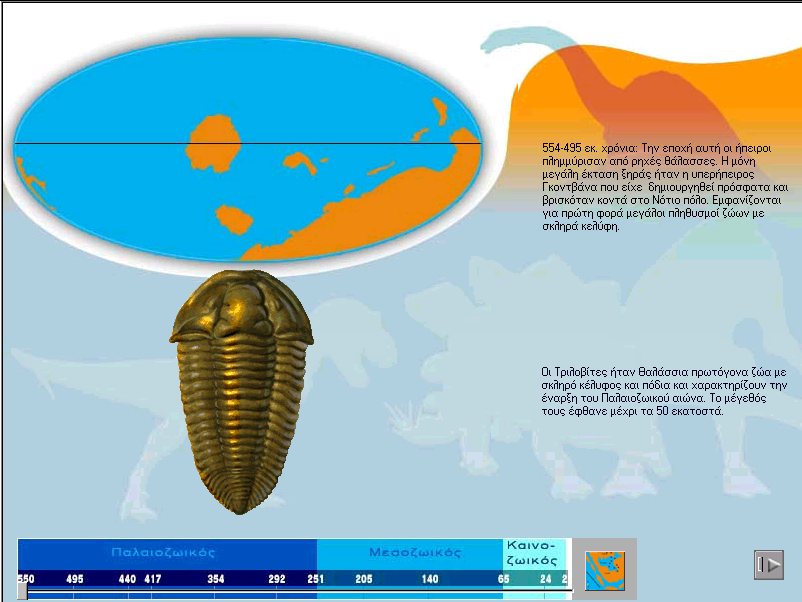 554-495 εκ. χρόνια: Την εποχή αυτή οι ήπειροι
πλημμύρισαν από ρηχές θάλασσες. Η μόνη
μεγάλη έκταση ξηράς ήταν η υπερήπειρος
Γκοντβάνα που είχε δημιουργηθεί πρόσφατα και
βρισκόταν κοντά στο Νότιο πόλο. Εμφανίζονται
για πρώτη φορά μεγάλοι πληθυσμοί ζώων με
σκληρά κελύφη.
Οι Τριλοβίτες ήταν θαλάσσια πρωτόγονα ζώα με
σκληρό κέλυφος και πόδια και χαρακτηρίζουν την
έναρξη του Παλαιοζωικού αιώνα. Το μέγεθός
τους έφθανε μέχρι τα 50 εκατοστά.
Παλαιοζωικός Μεσοζωικός Καινο-
ζωικός
550 495 440 417 354 292 251 205 140 65 24 2